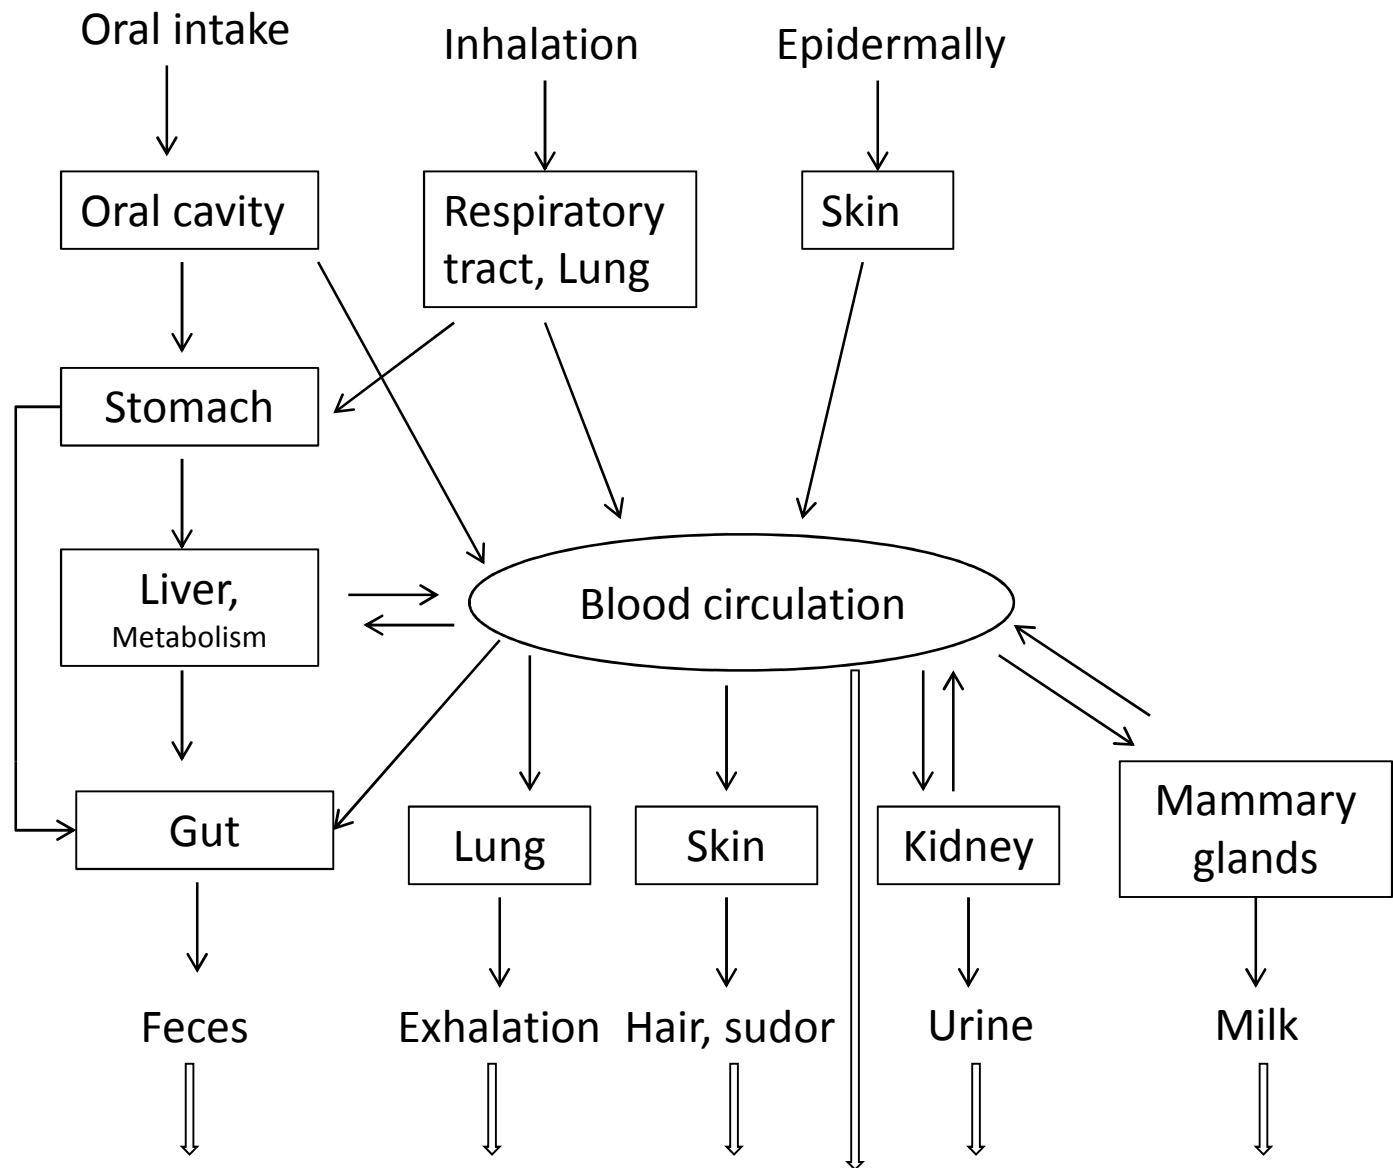 Oral intake
Inhalation
Epidermally
Oral cavity
Respiratory
tract, Lung
Skin
Stomach
Liver,
Metabolism
Blood circulation
Gut
Lung
Skin
Kidney
Mammary
glands
Feces
Exhalation
Hair, sudor
Urine
Milk